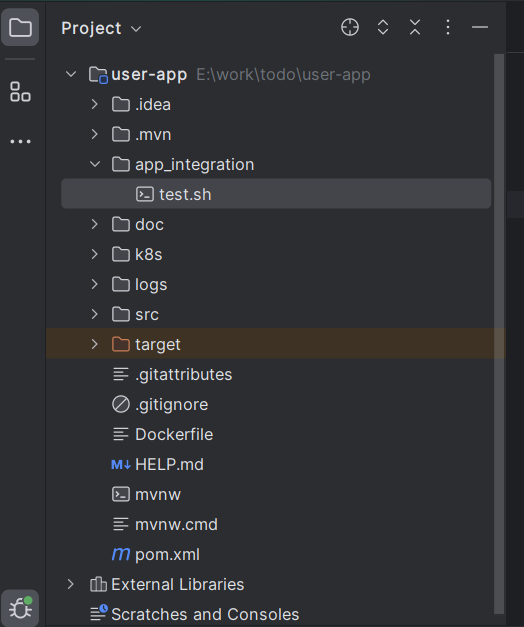 Project
user-app E:\work\todo\user-app
.idea
.mvn
app_integration
test.sh
doc
k8s
logs
src
target
.gitattributes
.gitignore
Dockerfile
M↓ HELP.md
mvnw
mvnw.cmd
m pom.xml
External Libraries
Scratches and Consoles